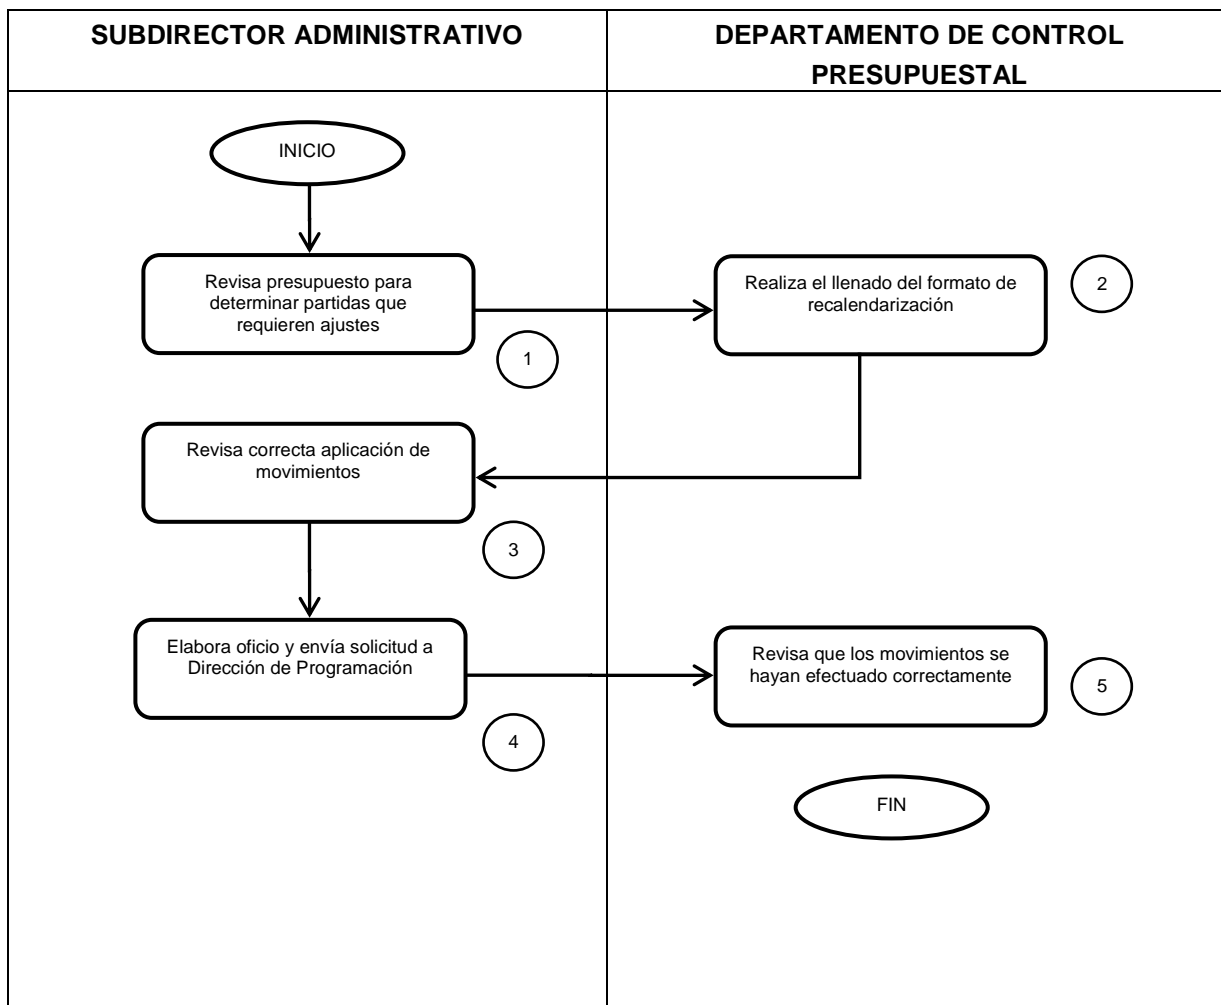 SUBDIRECTOR ADMINISTRATIVO
DEPARTAMENTO DE CONTROL
PRESUPUESTAL
INICIO
Revisa presupuesto para
determinar partidas que
requieren ajustes
1
Realiza el llenado del formato de
recalendarización
2
Revisa correcta aplicación de
movimientos
3
Elabora oficio y envía solicitud a
Dirección de Programación
4
Revisa que los movimientos se
hayan efectuado correctamente
5
FIN